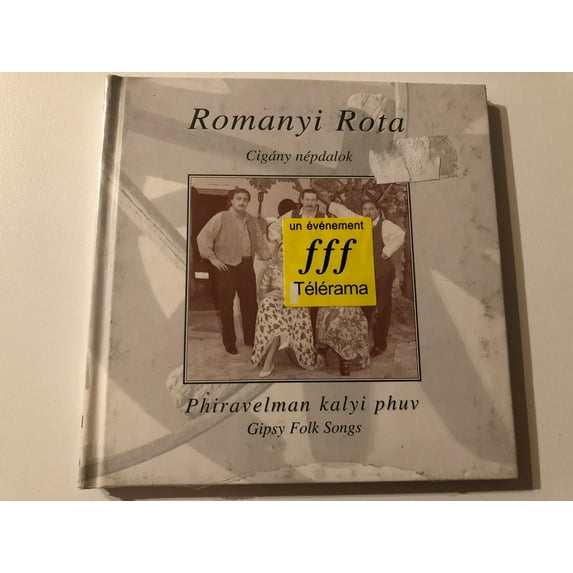 Romanyi Rota
Cigány népdalok
un événement
fff
Télérama
Phiravelman kalyi phuv
Gipsy Folk Songs